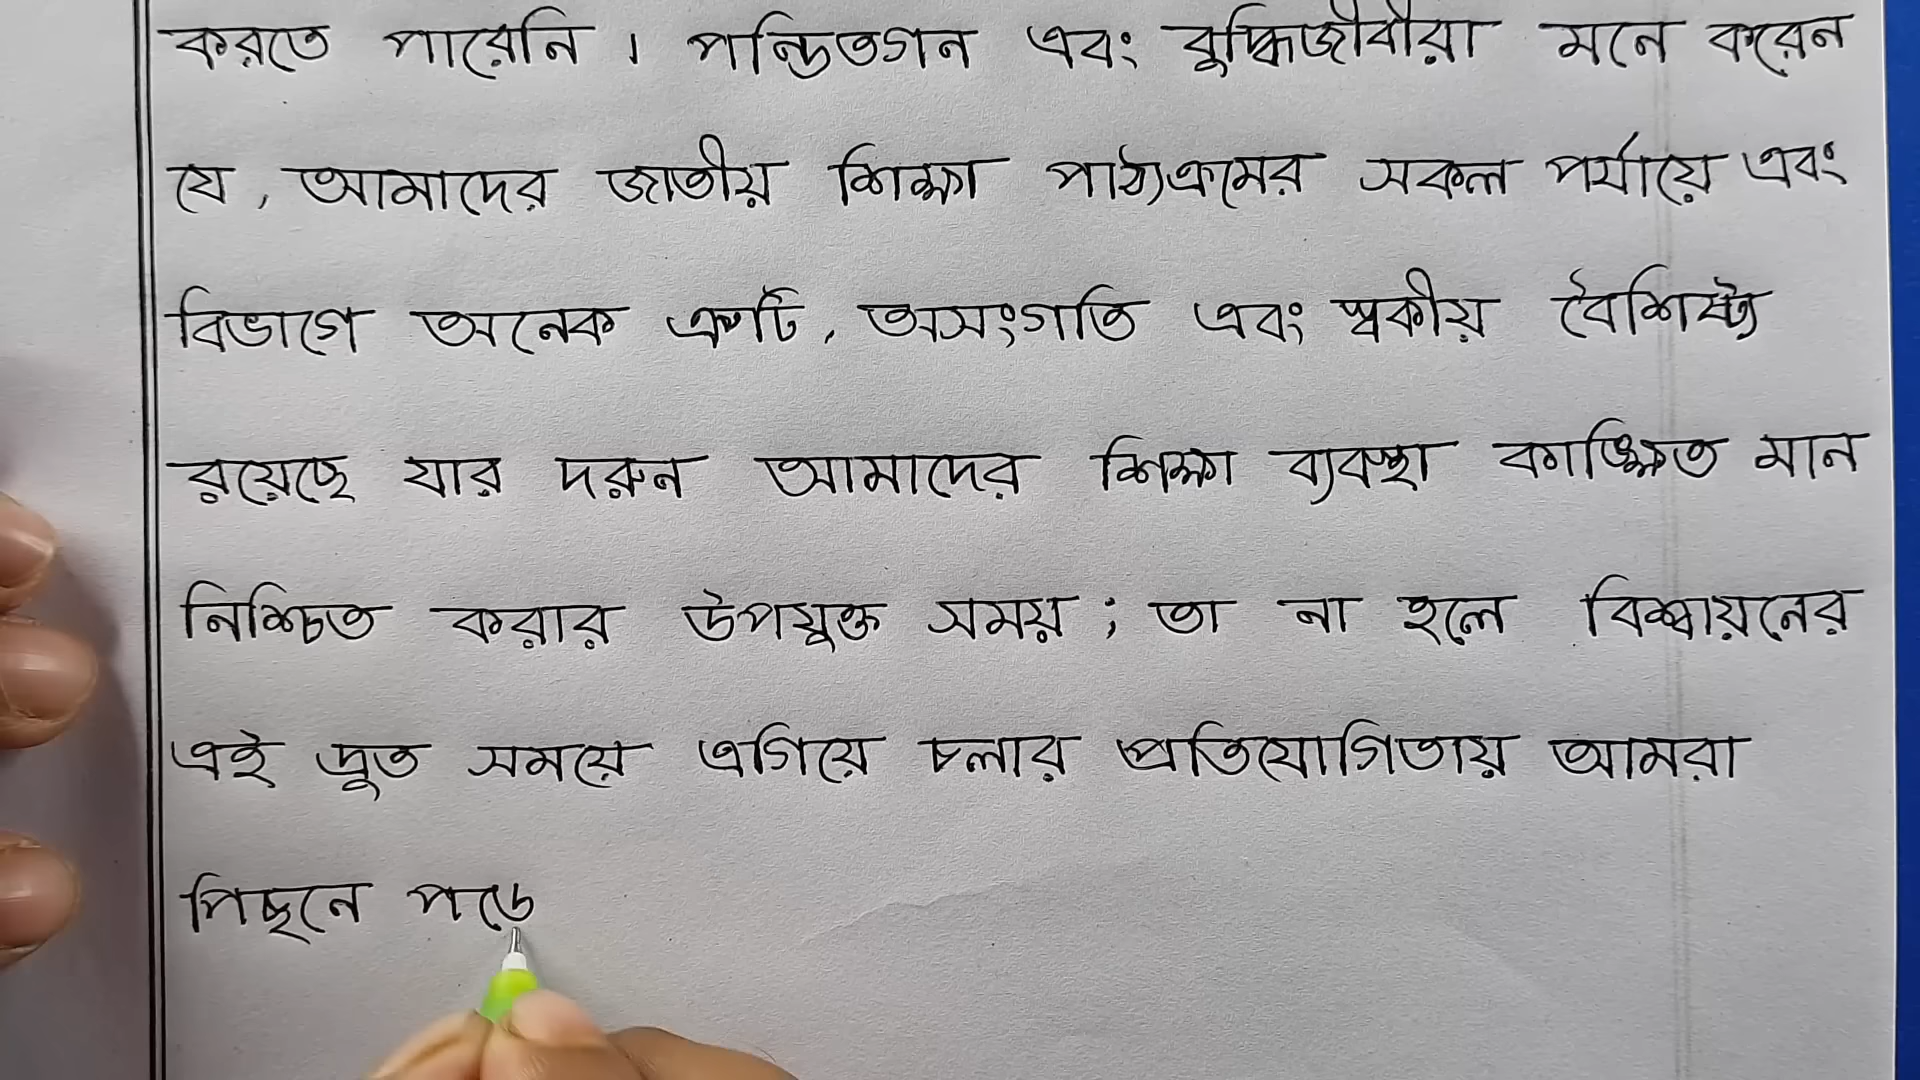 করতে পারেনি। পন্ডিতগন এবং বুদ্ধিজীবীরা মনে করেন
যে, আমাদের জাতীয় শিক্ষা পাঠ্যক্রমের সকল পর্যায়ে এবং
বিভাগে অনেক ত্রুটি, অসংগতি এবং স্বকীয় বৈশিষ্ট্য
রয়েছে যার দরুন আমাদের শিক্ষা ব্যবস্থা কাঙ্ক্ষিত মান
নিশ্চিত করার উপযুক্ত সময়; তা না হলে বিশ্বায়নের
এই দ্রুত সময়ে এগিয়ে চলার প্রতিযোগিতায় আমরা
পিছনে পড়ে